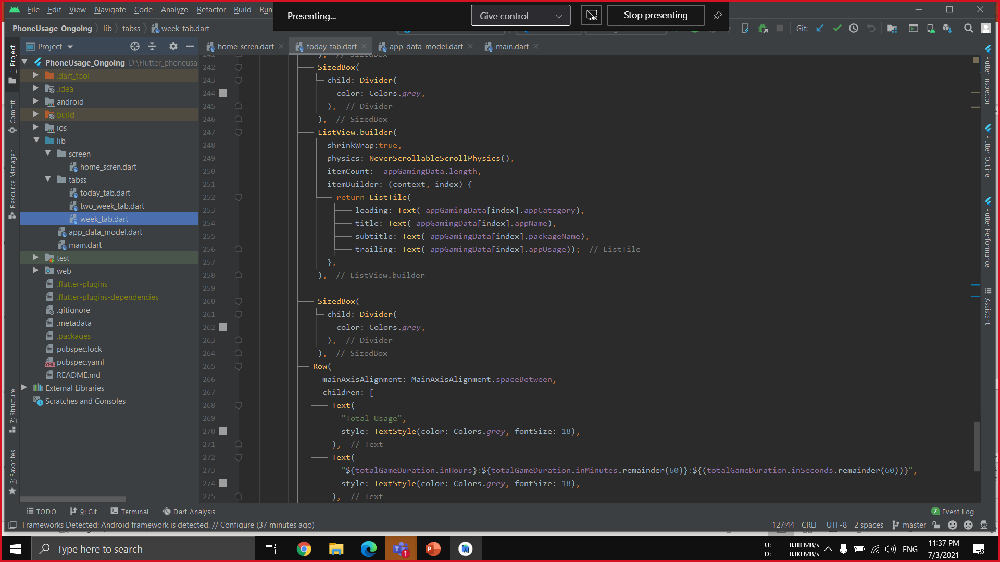 File Edit View Navigate Code Analyze Refactor Build Run
Presenting...
Give control
Stop presenting
PhoneUsage_Ongoing lib tabss week_tab.dart
Git:
Project
home_scren.dart
today_tab.dart
app_data_model.dart
main.dart
1: Project
Commit
Resource Manager
7: Structure
2: Favorites
PhoneUsage_Ongoing D:\Flutter_phoneusa
.dart_tool
.idea
android
build
ios
lib
screen
home_scren.dart
tabss
today_tab.dart
two_week_tab.dart
week_tab.dart
app_data_model.dart
main.dart
test
web
.flutter-plugins
.flutter-plugins-dependencies
.gitignore
.metadata
.packages
pubspec.lock
pubspec.yaml
README.md
External Libraries
Scratches and Consoles
241 ), // SizedBox
242 SizedBox(
243 child: Divider(
244 color: Colors.grey,
245 ), // Divider
246 ), // SizedBox
247 ListView.builder(
248 shrinkWrap:true,
249 physics: NeverScrollableScrollPhysics(),
250 itemCount: _appGamingData.length,
251 itemBuilder: (context, index) {
252 return ListTile(
253 leading: Text(_appGamingData[index].appCategory),
254 title: Text(_appGamingData[index].appName),
255 subtitle: Text(_appGamingData[index].packageName),
256 trailing: Text(_appGamingData[index].appUsage)); // ListTile
257 },
258 ), // ListView.builder
259
260 SizedBox(
261 child: Divider(
262 color: Colors.grey,
263 ), // Divider
264 ), // SizedBox
265 Row(
266 mainAxisAlignment: MainAxisAlignment.spaceBetween,
267 children: [
268 Text(
269 "Total Usage",
270 style: TextStyle(color: Colors.grey, fontSize: 18),
271 ), // Text
272 Text(
273 "${totalGameDuration.inHours}:${totalGameDuration.inMinutes.remainder(60)}:${(totalGameDuration.inSeconds.remainder(60))}",
274 style: TextStyle(color: Colors.grey, fontSize: 18),
275 ), // Text
Flutter Inspector
Flutter Outline
Flutter Performance
Assistant
TODO
9: Git
Terminal
Dart Analysis
2 Event Log
Frameworks Detected: Android framework is detected. // Configure (37 minutes ago)
127:44 CRLF UTF-8 2 spaces master
Type here to search
1
U: 0.08 MB/s
D: 0.00 MB/s
ENG
11:37 PM
7/3/2021